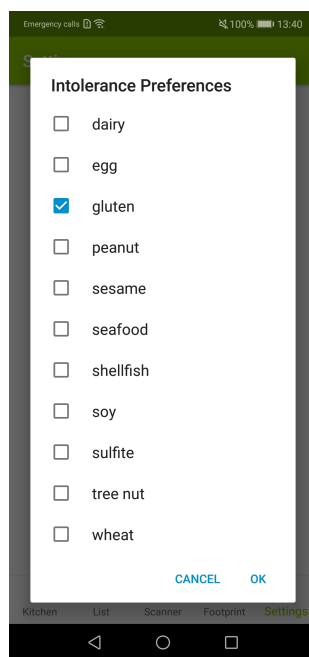 Emergency calls 100% 13:40
Intolerance Preferences
dairy
egg
gluten
peanut
sesame
seafood
shellfish
soy
sulfite
tree nut
wheat
CANCEL OK
Kitchen List Scanner Footprint Settings